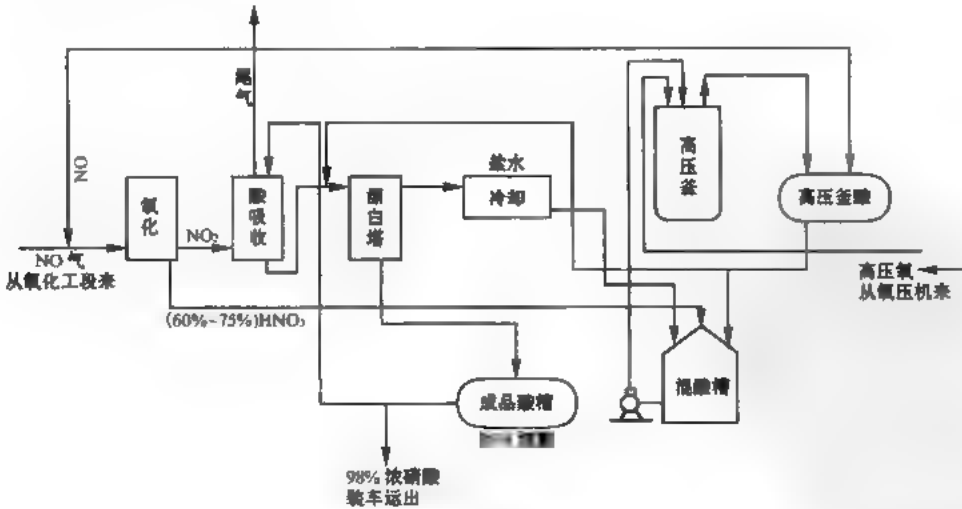 尾气
NO
氧化
NO₂
酸吸收
漂白塔
盐水
冷却
高压釜
高压釜酸
NO 气
从氧化工段来
高压氧
从氧压机来
(60%~75%)HNO₃
混酸槽
成品酸槽
98% 浓硝酸
装车运出